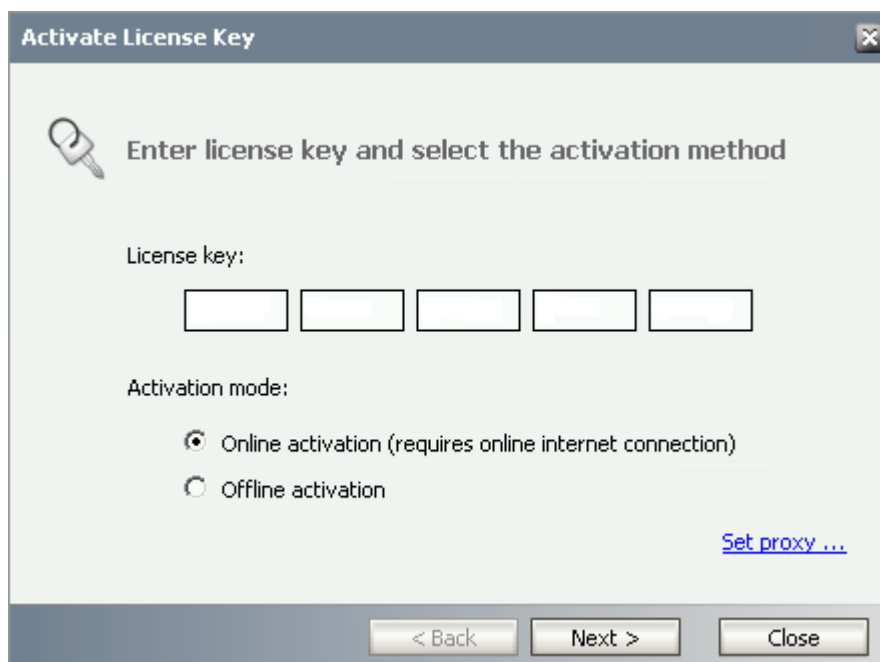 Activate License Key
Enter license key and select the activation method
License key:
Activation mode:
Online activation (requires online internet connection)
Offline activation
Set proxy ...
< Back Next > Close